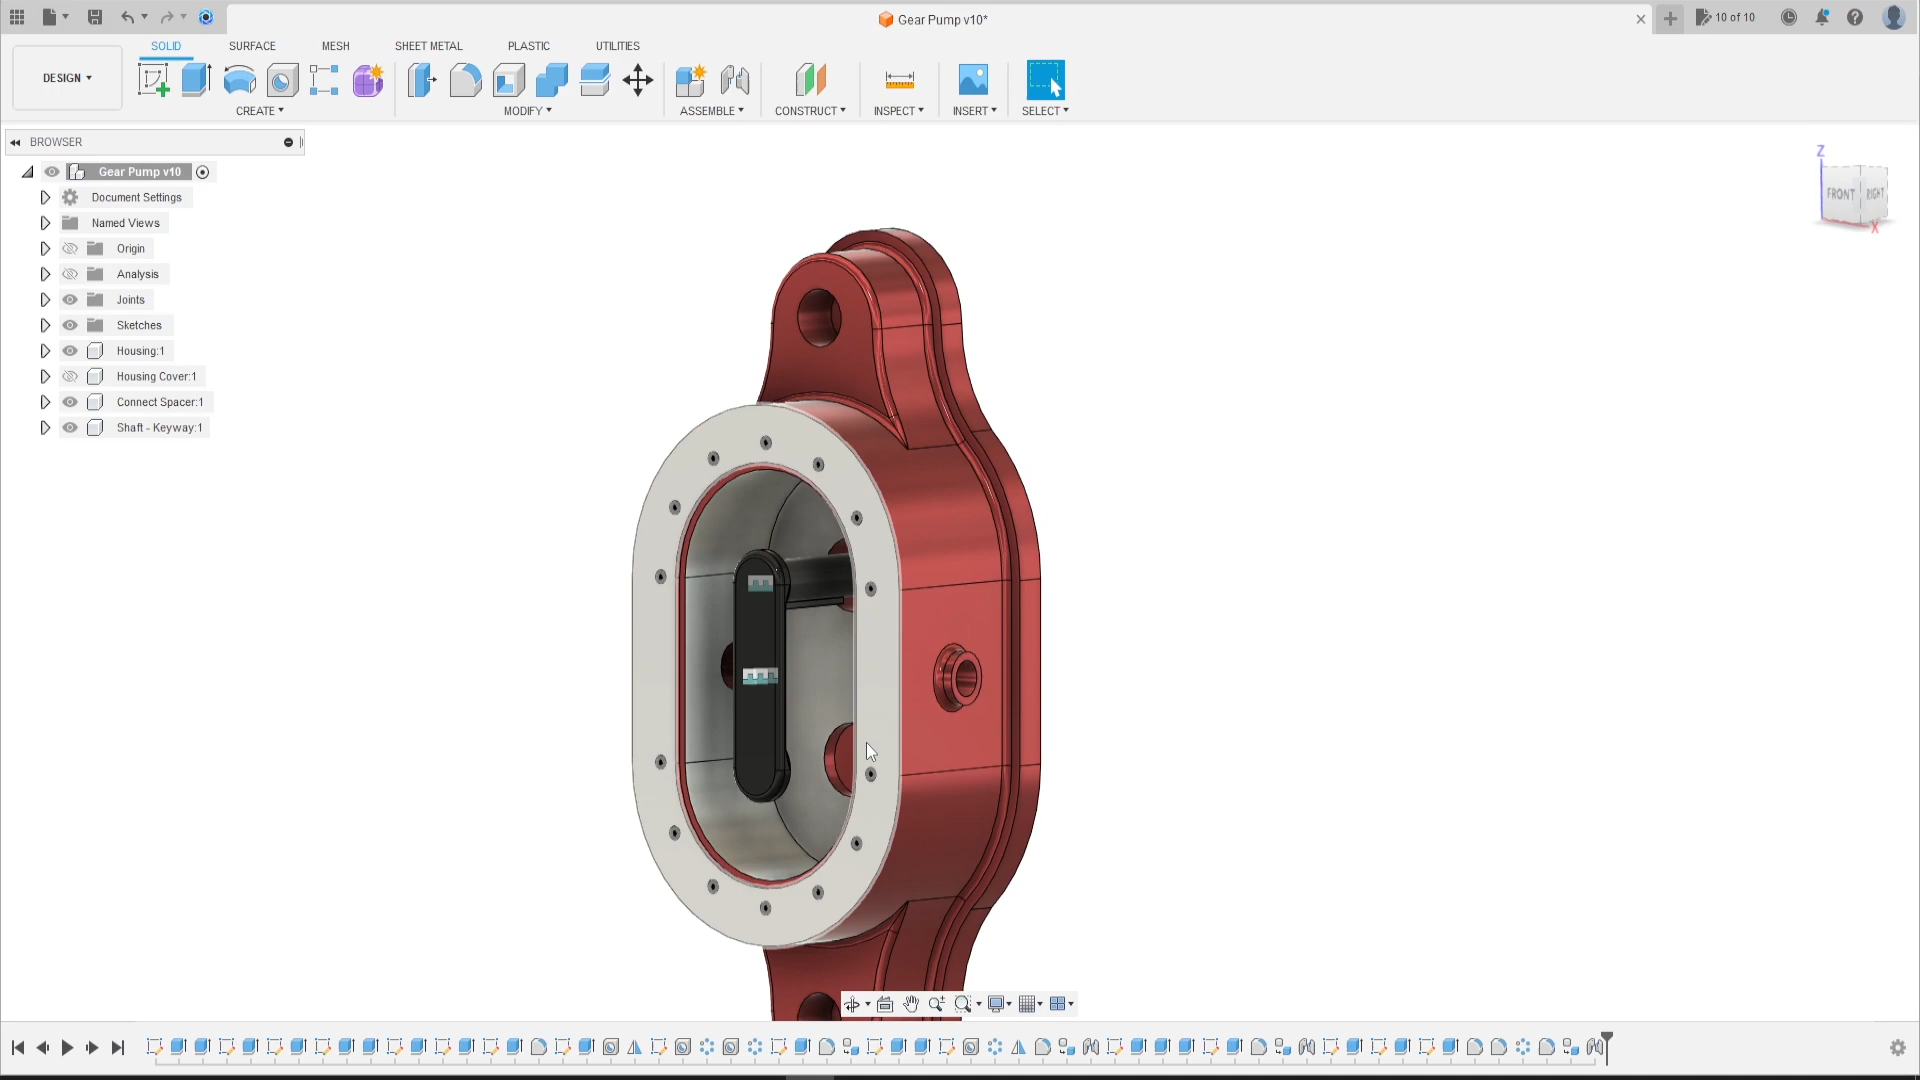 Gear Pump v10*
10 of 10
DESIGN
SOLID
SURFACE
MESH
SHEET METAL
PLASTIC
UTILITIES
CREATE
MODIFY
ASSEMBLE
CONSTRUCT
INSPECT
INSERT
SELECT
BROWSER
Gear Pump v10
Document Settings
Named Views
Origin
Analysis
Joints
Sketches
Housing:1
Housing Cover:1
Connect Spacer:1
Shaft - Keyway:1
Z
FRONT
RIGHT
X